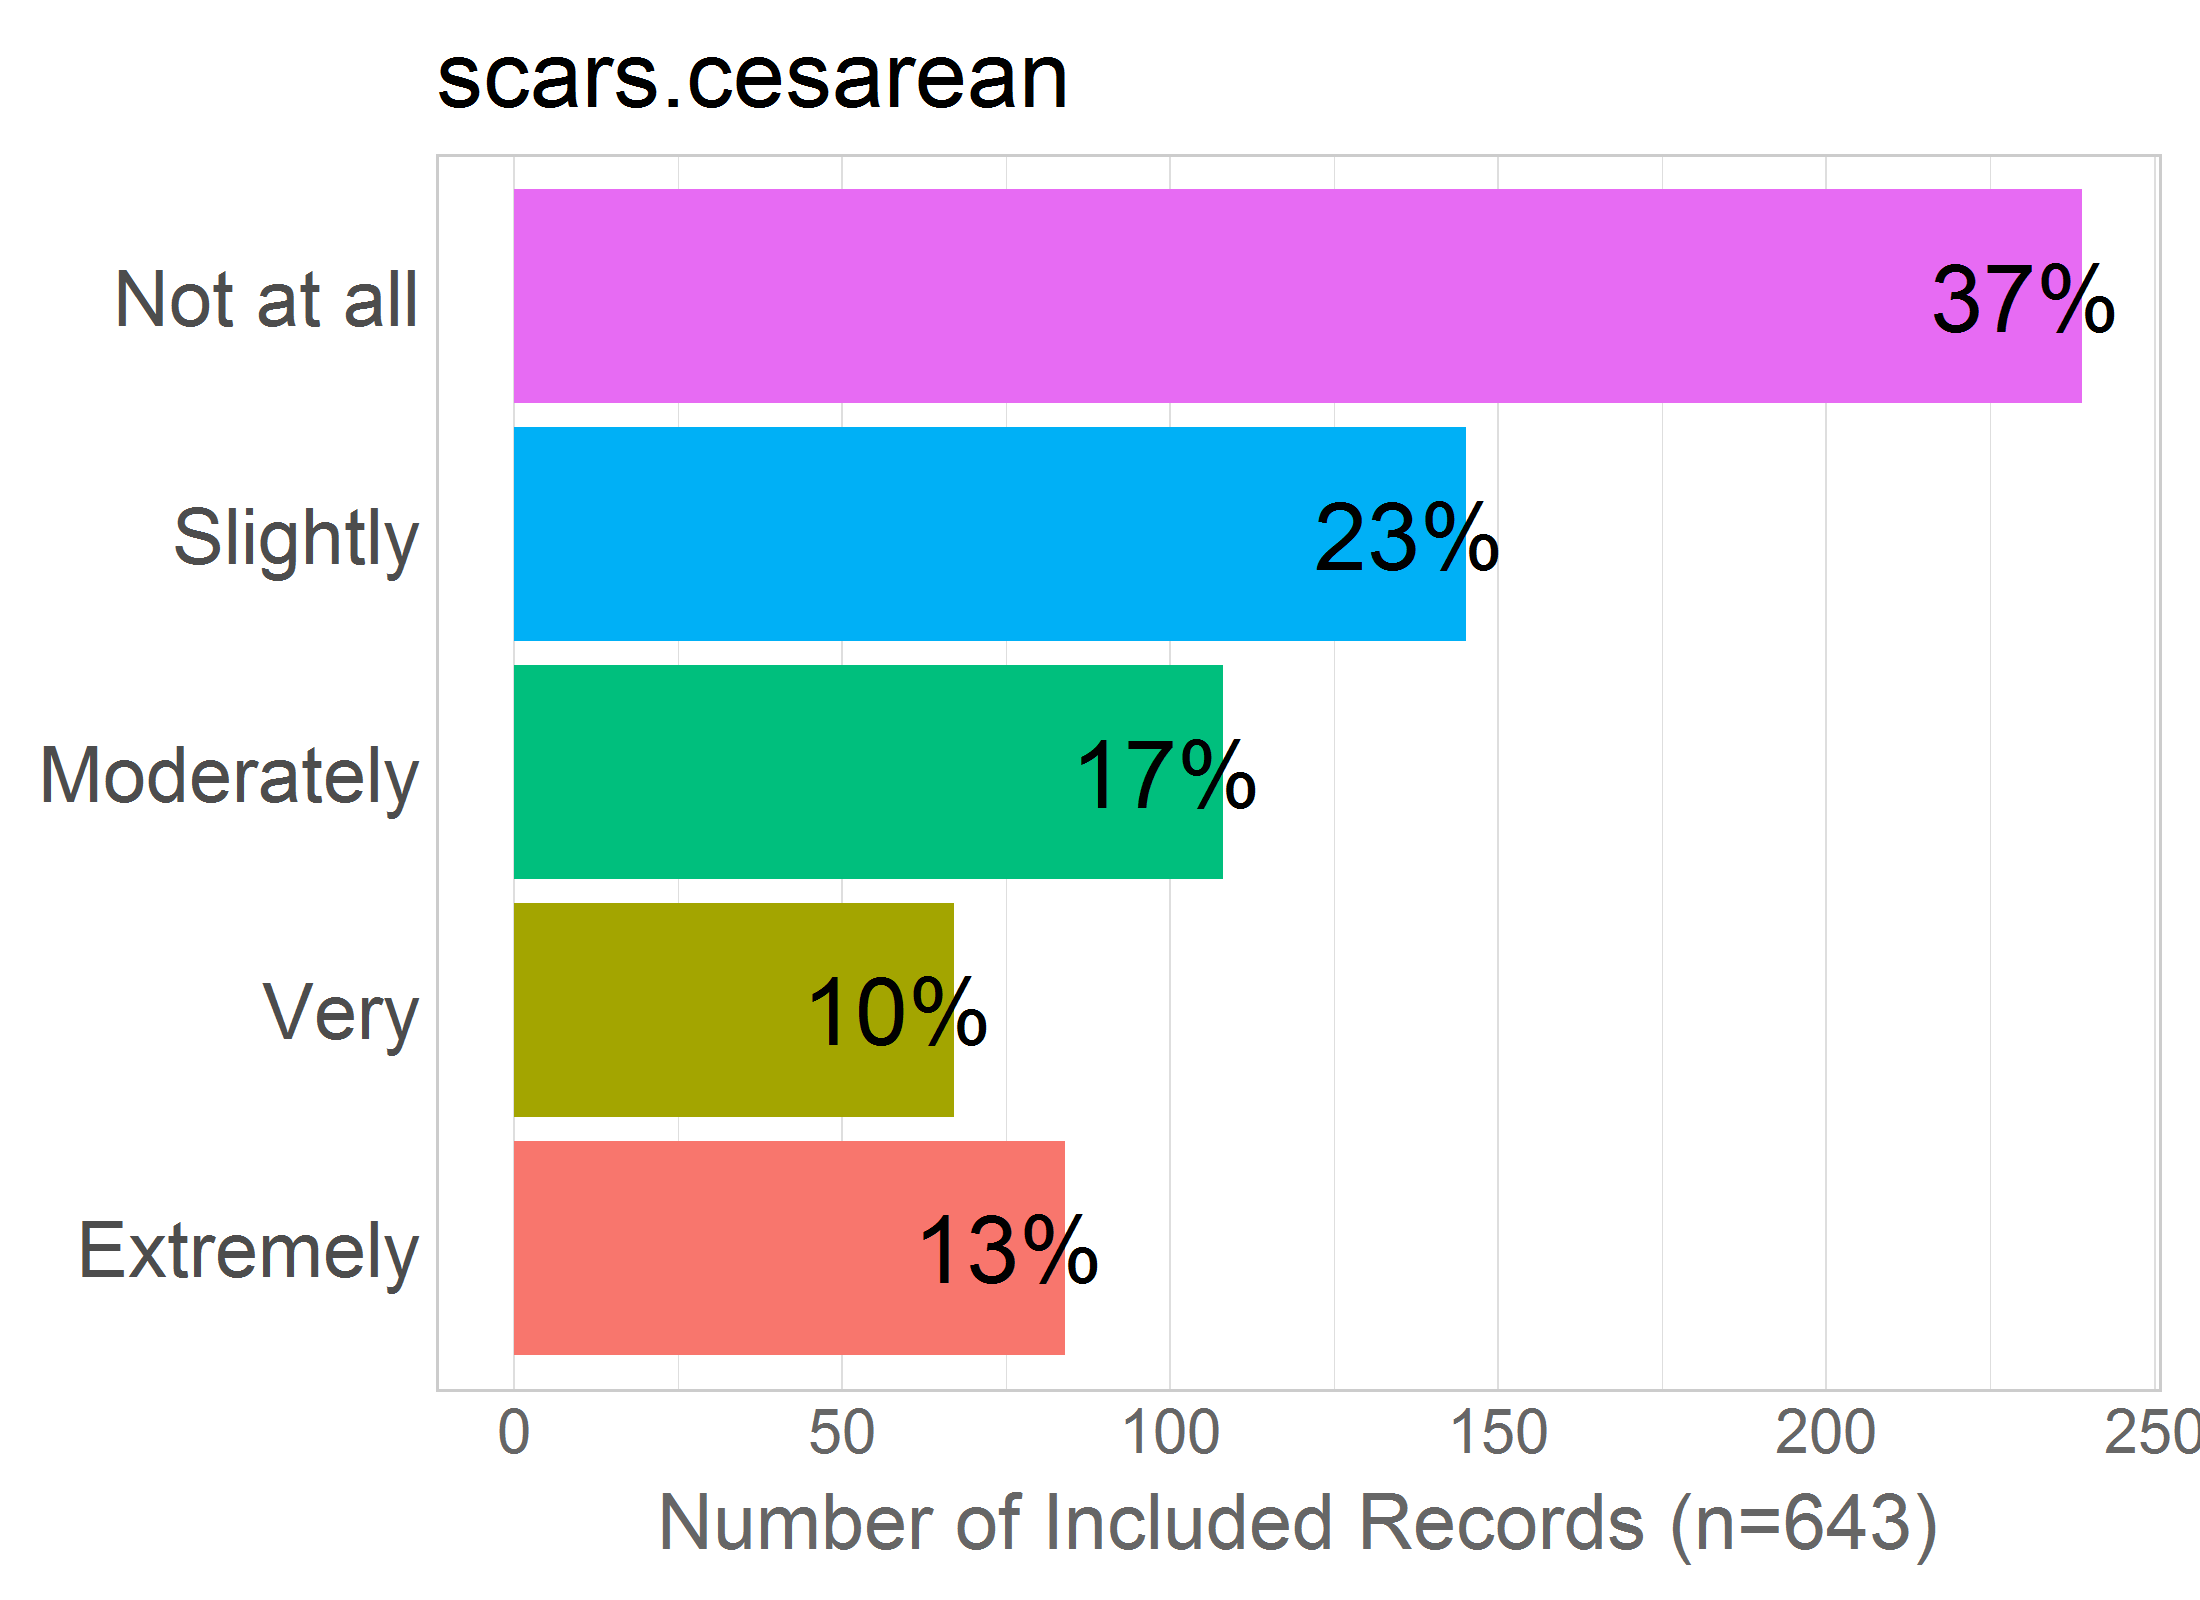 scars.cesarean
Not at all
37%
Slightly
23%
Moderately
17%
Very
10%
Extremely
13%
0 50 100 150 200 250
Number of Included Records (n=643)